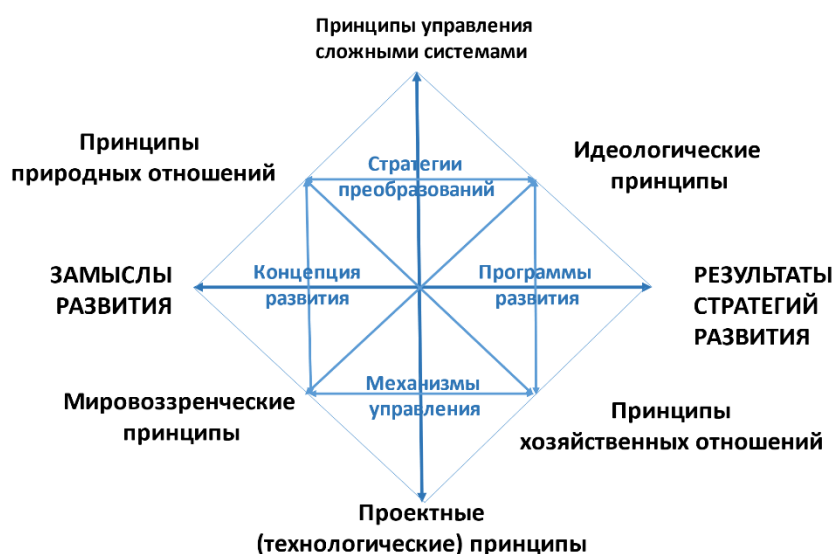 Принципы управления
сложными системами
Принципы
природных отношений
Стратегии
преобразований
Идеологические
принципы
ЗАМЫСЛЫ
РАЗВИТИЯ
Концепция
развития
Программы
развития
РЕЗУЛЬТАТЫ
СТРАТЕГИЙ
РАЗВИТИЯ
Мировоззренческие
принципы
Механизмы
управления
Принципы
хозяйственных отношений
Проектные
(технологические) принципы